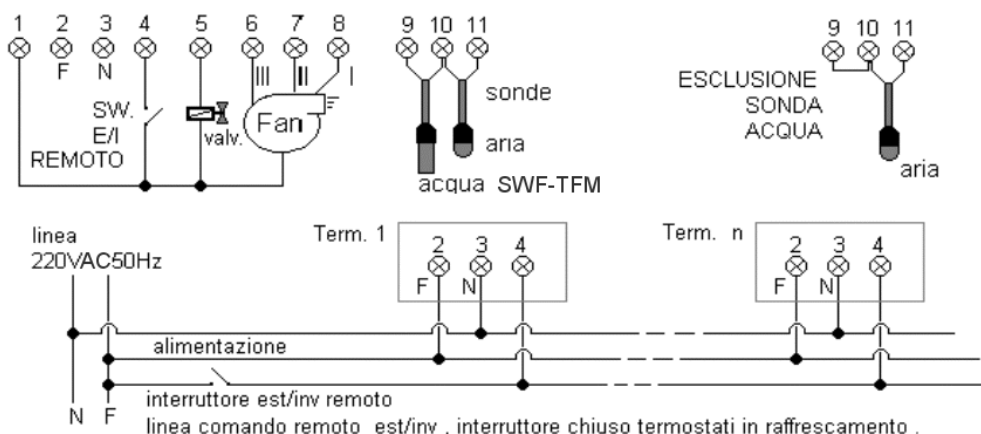 1 2 3 4 5 6 7 8
F N
III II I
SW.
E/I
REMOTO
valv.
Fan
9 10 11
sonde
aria
acqua SWF-TFM
9 10 11
ESCLUSIONE
SONDA
ACQUA
aria
linea
220VAC50Hz
Term. 1
2 3 4
F N
Term. n
2 3 4
F N
alimentazione
interruttore est/inv remoto
N F
linea comando remoto est/inv , interruttore chiuso termostati in raffrescamento .